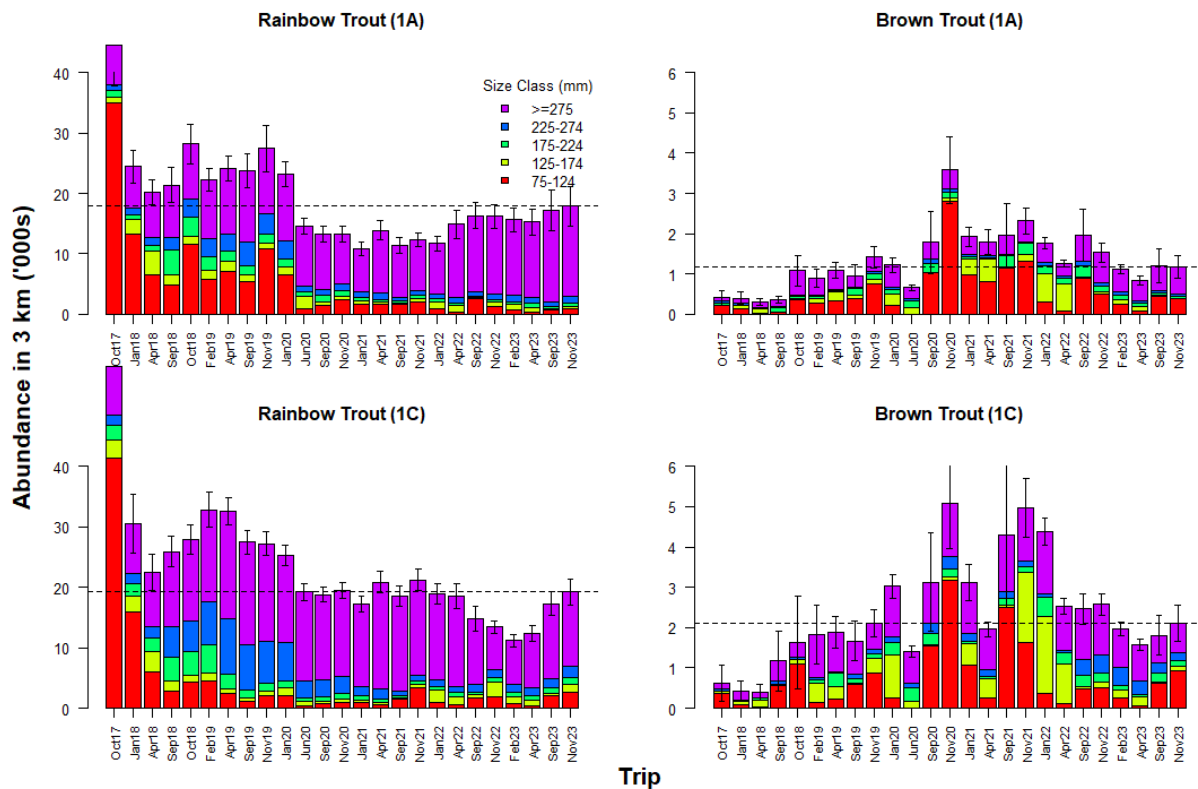 Rainbow Trout (1A)
Brown Trout (1A)
Abundance in 3 km ('000s)
40
30
20
10
0
Size Class (mm)
>=275
225-274
175-224
125-174
75-124
6
5
4
3
2
1
0
Oct17 Jan18 Apr18 Sep18 Oct18 Feb19 Apr19 Sep19 Nov19 Jan20 Jun20 Sep20 Nov20 Jan21 Apr21 Sep21 Nov21 Jan22 Apr22 Sep22 Nov22 Feb23 Apr23 Sep23 Nov23
Oct17 Jan18 Apr18 Sep18 Oct18 Feb19 Apr19 Sep19 Nov19 Jan20 Jun20 Sep20 Nov20 Jan21 Apr21 Sep21 Nov21 Jan22 Apr22 Sep22 Nov22 Feb23 Apr23 Sep23 Nov23
Rainbow Trout (1C)
Brown Trout (1C)
40
30
20
10
0
6
5
4
3
2
1
0
Oct17 Jan18 Apr18 Sep18 Oct18 Feb19 Apr19 Sep19 Nov19 Jan20 Jun20 Sep20 Nov20 Jan21 Apr21 Sep21 Nov21 Jan22 Apr22 Sep22 Nov22 Feb23 Apr23 Sep23 Nov23
Oct17 Jan18 Apr18 Sep18 Oct18 Feb19 Apr19 Sep19 Nov19 Jan20 Jun20 Sep20 Nov20 Jan21 Apr21 Sep21 Nov21 Jan22 Apr22 Sep22 Nov22 Feb23 Apr23 Sep23 Nov23
Trip